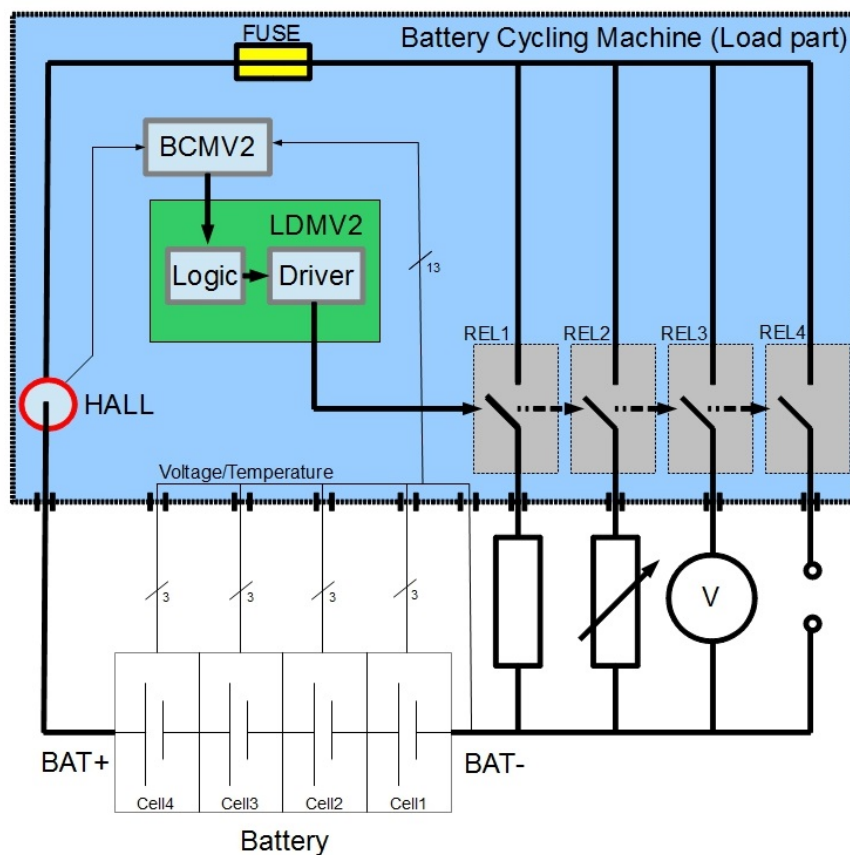 FUSE
Battery Cycling Machine (Load part)
BCMV2
LDMV2
Logic
Driver
13
REL1
REL2
REL3
REL4
HALL
Voltage/Temperature
3
3
3
3
V
BAT+
BAT-
Cell4
Cell3
Cell2
Cell1
Battery